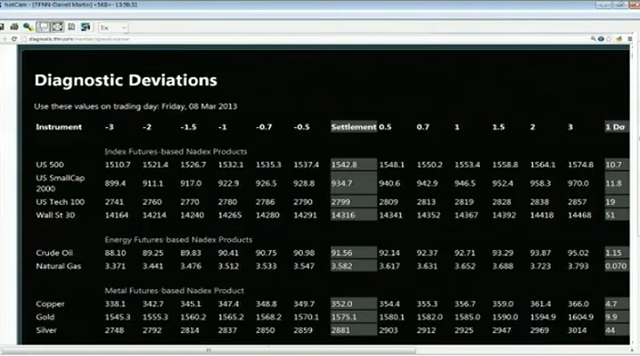 HotCam - TFNN-Darrell Martin| <5KB> - 13:56:31
Ex
Diagnostic Deviations
Use these values on trading day: Friday, 08 Mar 2013
Instrument -3 -2 -1.5 -1 -0.7 -0.5 Settlement 0.5 0.7 1 1.5 2 3 1 Do
Index Futures-based Nadex Products
US 500 1510.7 1521.4 1526.7 1532.1 1535.3 1537.4 1542.8 1548.1 1550.2 1553.4 1558.8 1564.1 1574.8 10.7
US SmallCap 2000 899.4 911.1 917.0 922.9 926.5 928.8 934.7 940.6 942.9 946.5 952.4 958.3 970.0 11.8
US Tech 100 2741 2760 2770 2780 2786 2790 2799 2809 2813 2819 2828 2838 2857 19
Wall St 30 14164 14214 14240 14265 14280 14291 14316 14341 14352 14367 14392 14418 14468 51
Energy Futures-based Nadex Products
Crude Oil 88.10 89.25 89.83 90.41 90.75 90.98 91.56 92.14 92.37 92.71 93.29 93.87 95.02 1.15
Natural Gas 3.371 3.441 3.476 3.512 3.533 3.547 3.582 3.617 3.631 3.652 3.688 3.723 3.793 0.070
Metal Futures-based Nadex Products
Copper 338.1 342.7 345.1 347.4 348.8 349.7 352.0 354.4 355.3 356.7 359.0 361.4 366.0 4.7
Gold 1545.3 1555.3 1560.2 1565.2 1568.2 1570.1 1575.1 1580.1 1582.0 1585.0 1590.0 1594.9 1604.9 9.9
Silver 2748 2792 2814 2837 2850 2859 2881 2903 2912 2925 2947 2969 3014 44